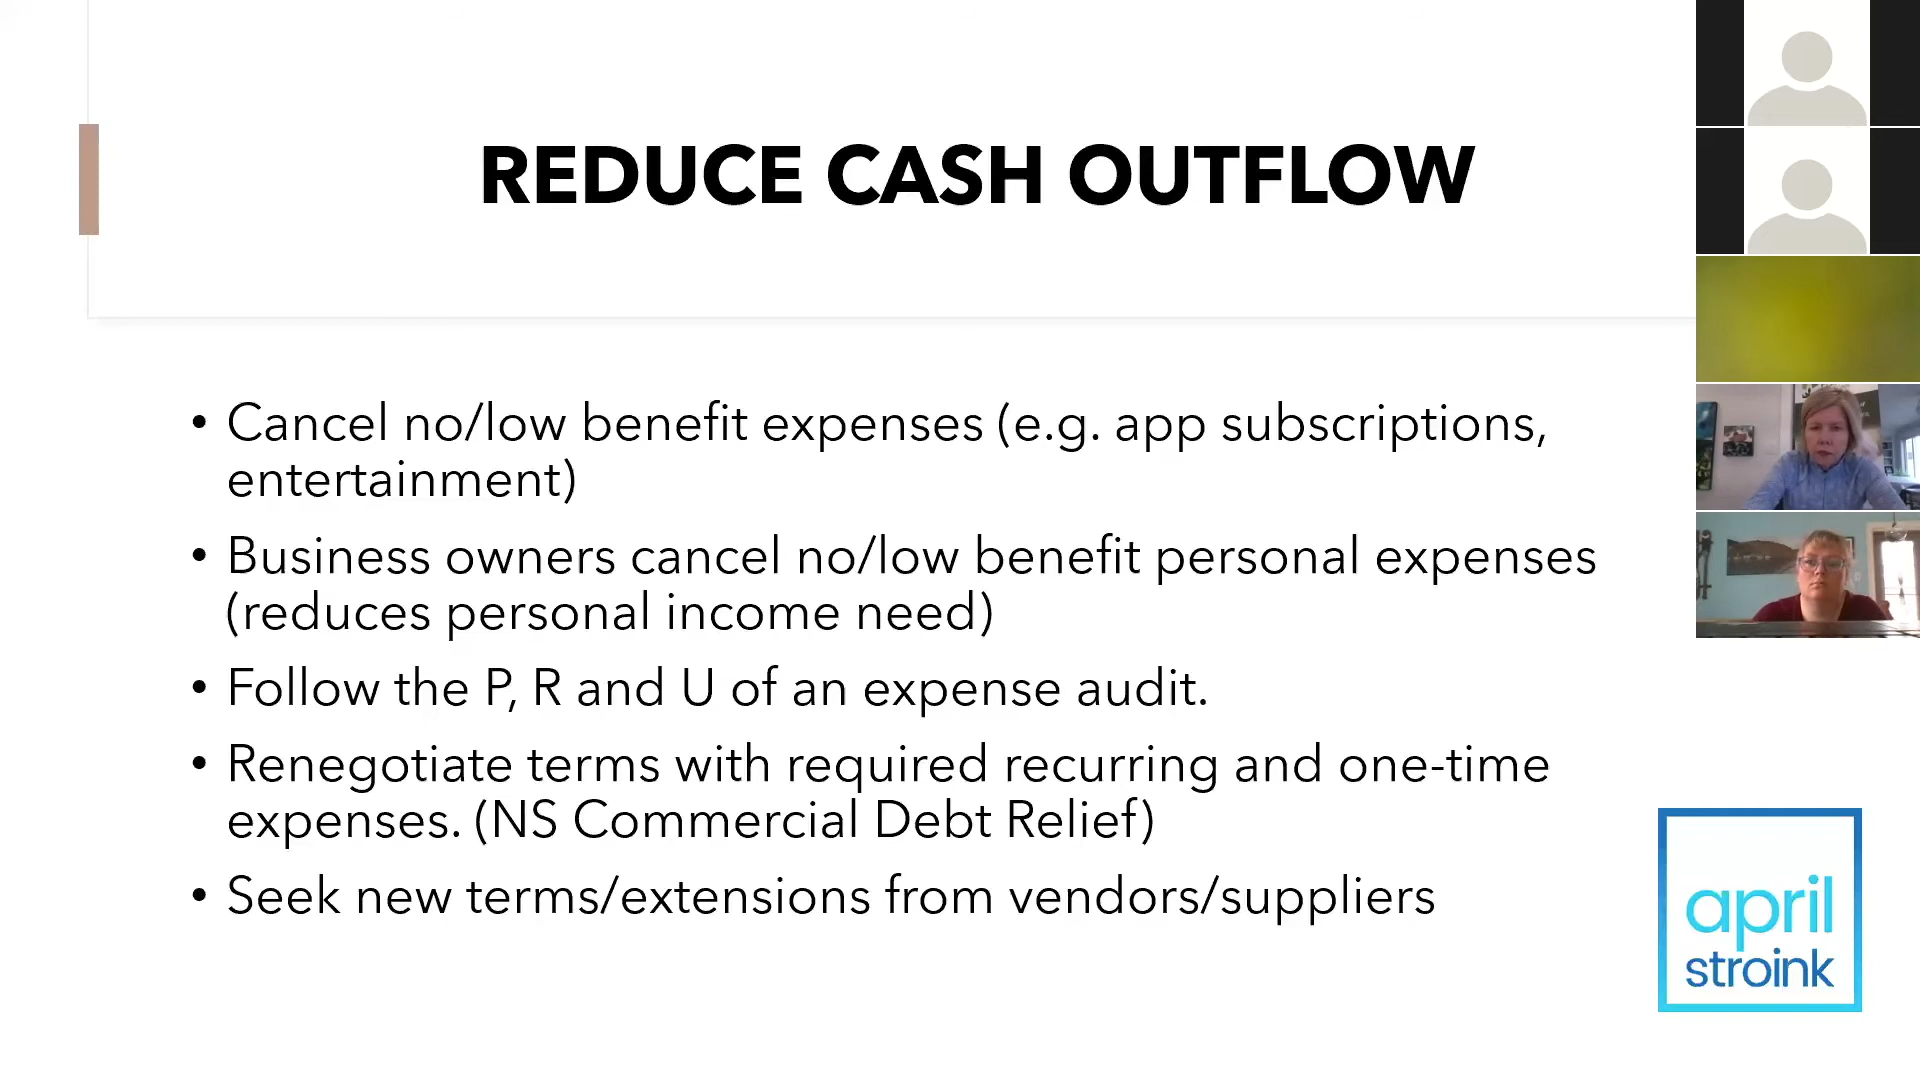 REDUCE CASH OUTFLOW
• Cancel no/low benefit expenses (e.g. app subscriptions,
entertainment)
• Business owners cancel no/low benefit personal expenses
(reduces personal income need)
• Follow the P, R and U of an expense audit.
• Renegotiate terms with required recurring and one-time
expenses. (NS Commercial Debt Relief)
• Seek new terms/extensions from vendors/suppliers
april
stroink